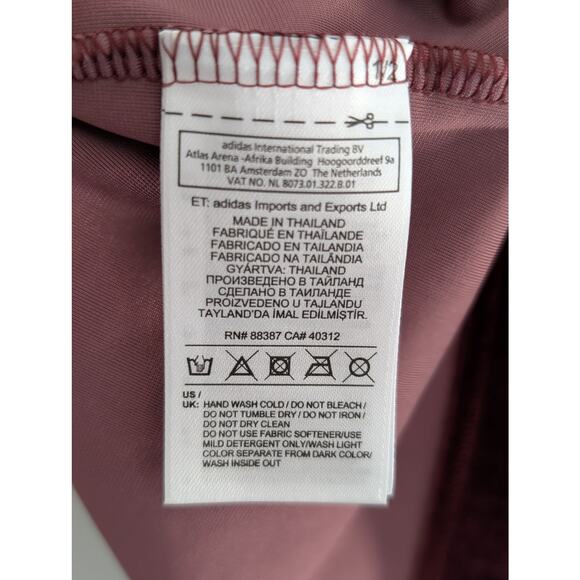 1/2
adidas International Trading BV
Atlas Arena -Afrika Building Hoogoorddreef 9a
1101 BA Amsterdam ZO The Netherlands
VAT NO. NL 8073.01.322.B.01
ET: adidas Imports and Exports Ltd
MADE IN THAILAND
FABRIQUÉ EN THAÏLANDE
FABRICADO EN TAILANDIA
FABRICADO NA TAILÂNDIA
GYÁRTVA: THAILAND
ПРОИЗВЕДЕНО В ТАЙЛАНД
СДЕЛАНО В ТАИЛАНДЕ
PROIZVEDENO U TAJLANDU
TAYLAND'DA İMAL EDİLMİŞTİR.
RN# 88387 CA# 40312
US /
UK: HAND WASH COLD / DO NOT BLEACH /
DO NOT TUMBLE DRY / DO NOT IRON /
DO NOT DRY CLEAN
DO NOT USE FABRIC SOFTENER/USE
MILD DETERGENT ONLY/WASH LIGHT
COLOR SEPARATE FROM DARK COLOR/
WASH INSIDE OUT